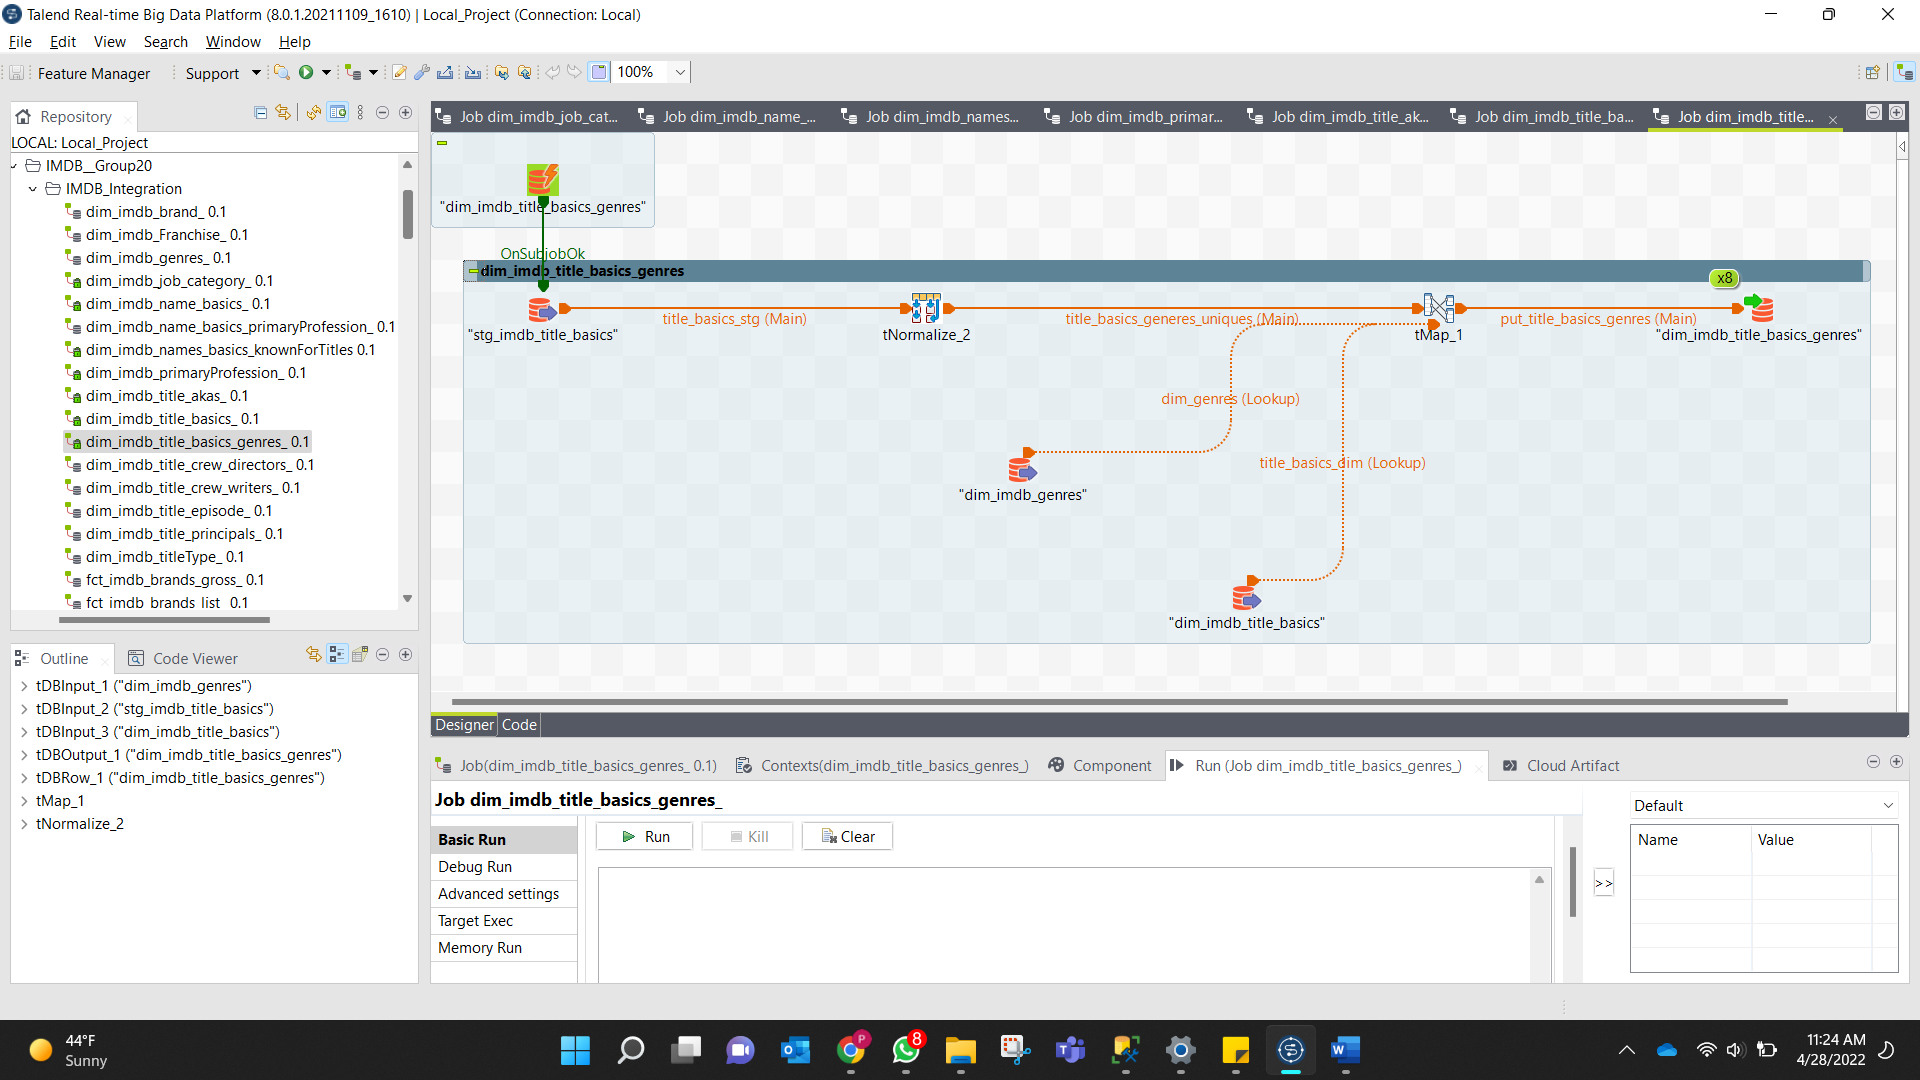 Talend Real-time Big Data Platform (8.0.1.20211109_1610) | Local_Project (Connection: Local)
File Edit View Search Window Help
Feature Manager Support 100%
Repository
LOCAL: Local_Project
IMDB__Group20
IMDB_Integration
dim_imdb_brand_ 0.1
dim_imdb_Franchise_ 0.1
dim_imdb_genres_ 0.1
dim_imdb_job_category_ 0.1
dim_imdb_name_basics_ 0.1
dim_imdb_name_basics_primaryProfession_ 0.1
dim_imdb_names_basics_knownForTitles 0.1
dim_imdb_primaryProfession_ 0.1
dim_imdb_title_akas_ 0.1
dim_imdb_title_basics_ 0.1
dim_imdb_title_basics_genres_ 0.1
dim_imdb_title_crew_directors_ 0.1
dim_imdb_title_crew_writers_ 0.1
dim_imdb_title_episode_ 0.1
dim_imdb_title_principals_ 0.1
dim_imdb_titleType_ 0.1
fct_imdb_brands_gross_ 0.1
fct_imdb_brands_list_ 0.1
Job dim_imdb_job_cat... Job dim_imdb_name_... Job dim_imdb_names... Job dim_imdb_primar... Job dim_imdb_title_ak... Job dim_imdb_title_ba... Job dim_imdb_title...
"dim_imdb_title_basics_genres"
OnSubjobOk
dim_imdb_title_basics_genres
x8
title_basics_stg (Main) title_basics_generes_uniques (Main) put_title_basics_genres (Main)
"stg_imdb_title_basics" tNormalize_2 tMap_1 "dim_imdb_title_basics_genres"
dim_genres (Lookup)
title_basics_dim (Lookup)
"dim_imdb_genres"
"dim_imdb_title_basics"
Designer Code
Outline Code Viewer
tDBInput_1 ("dim_imdb_genres")
tDBInput_2 ("stg_imdb_title_basics")
tDBInput_3 ("dim_imdb_title_basics")
tDBOutput_1 ("dim_imdb_title_basics_genres")
tDBRow_1 ("dim_imdb_title_basics_genres")
tMap_1
tNormalize_2
Job(dim_imdb_title_basics_genres_ 0.1) Contexts(dim_imdb_title_basics_genres_) Component Run (Job dim_imdb_title_basics_genres_) Cloud Artifact
Job dim_imdb_title_basics_genres_
Basic Run
Debug Run
Advanced settings
Target Exec
Memory Run
Run Kill Clear
>>
Default
Name Value
44°F
Sunny
P
8
11:24 AM
4/28/2022